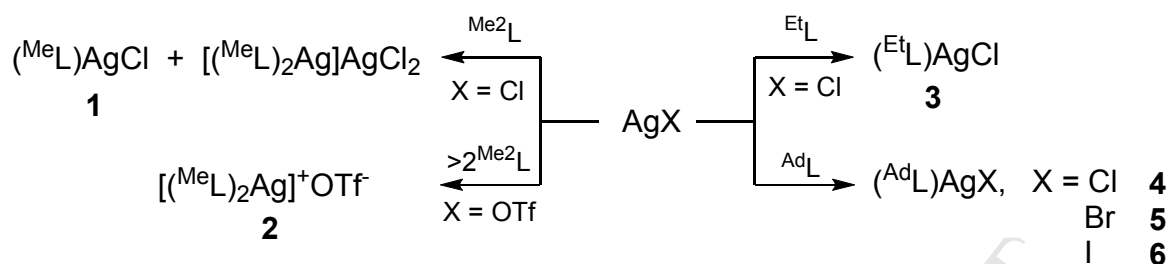 (ᴹᵉL)AgCl + [(ᴹᵉL)₂Ag]AgCl₂
1
ᴹᵉ²L
X = Cl
>2ᴹᵉ²L
X = OTf
[(ᴹᵉL)₂Ag]⁺OTf⁻
2
AgX
ᴱᵗL
X = Cl
(ᴱᵗL)AgCl
3
ᴬᵈL
(ᴬᵈL)AgX, X = Cl 4
Br 5
I 6